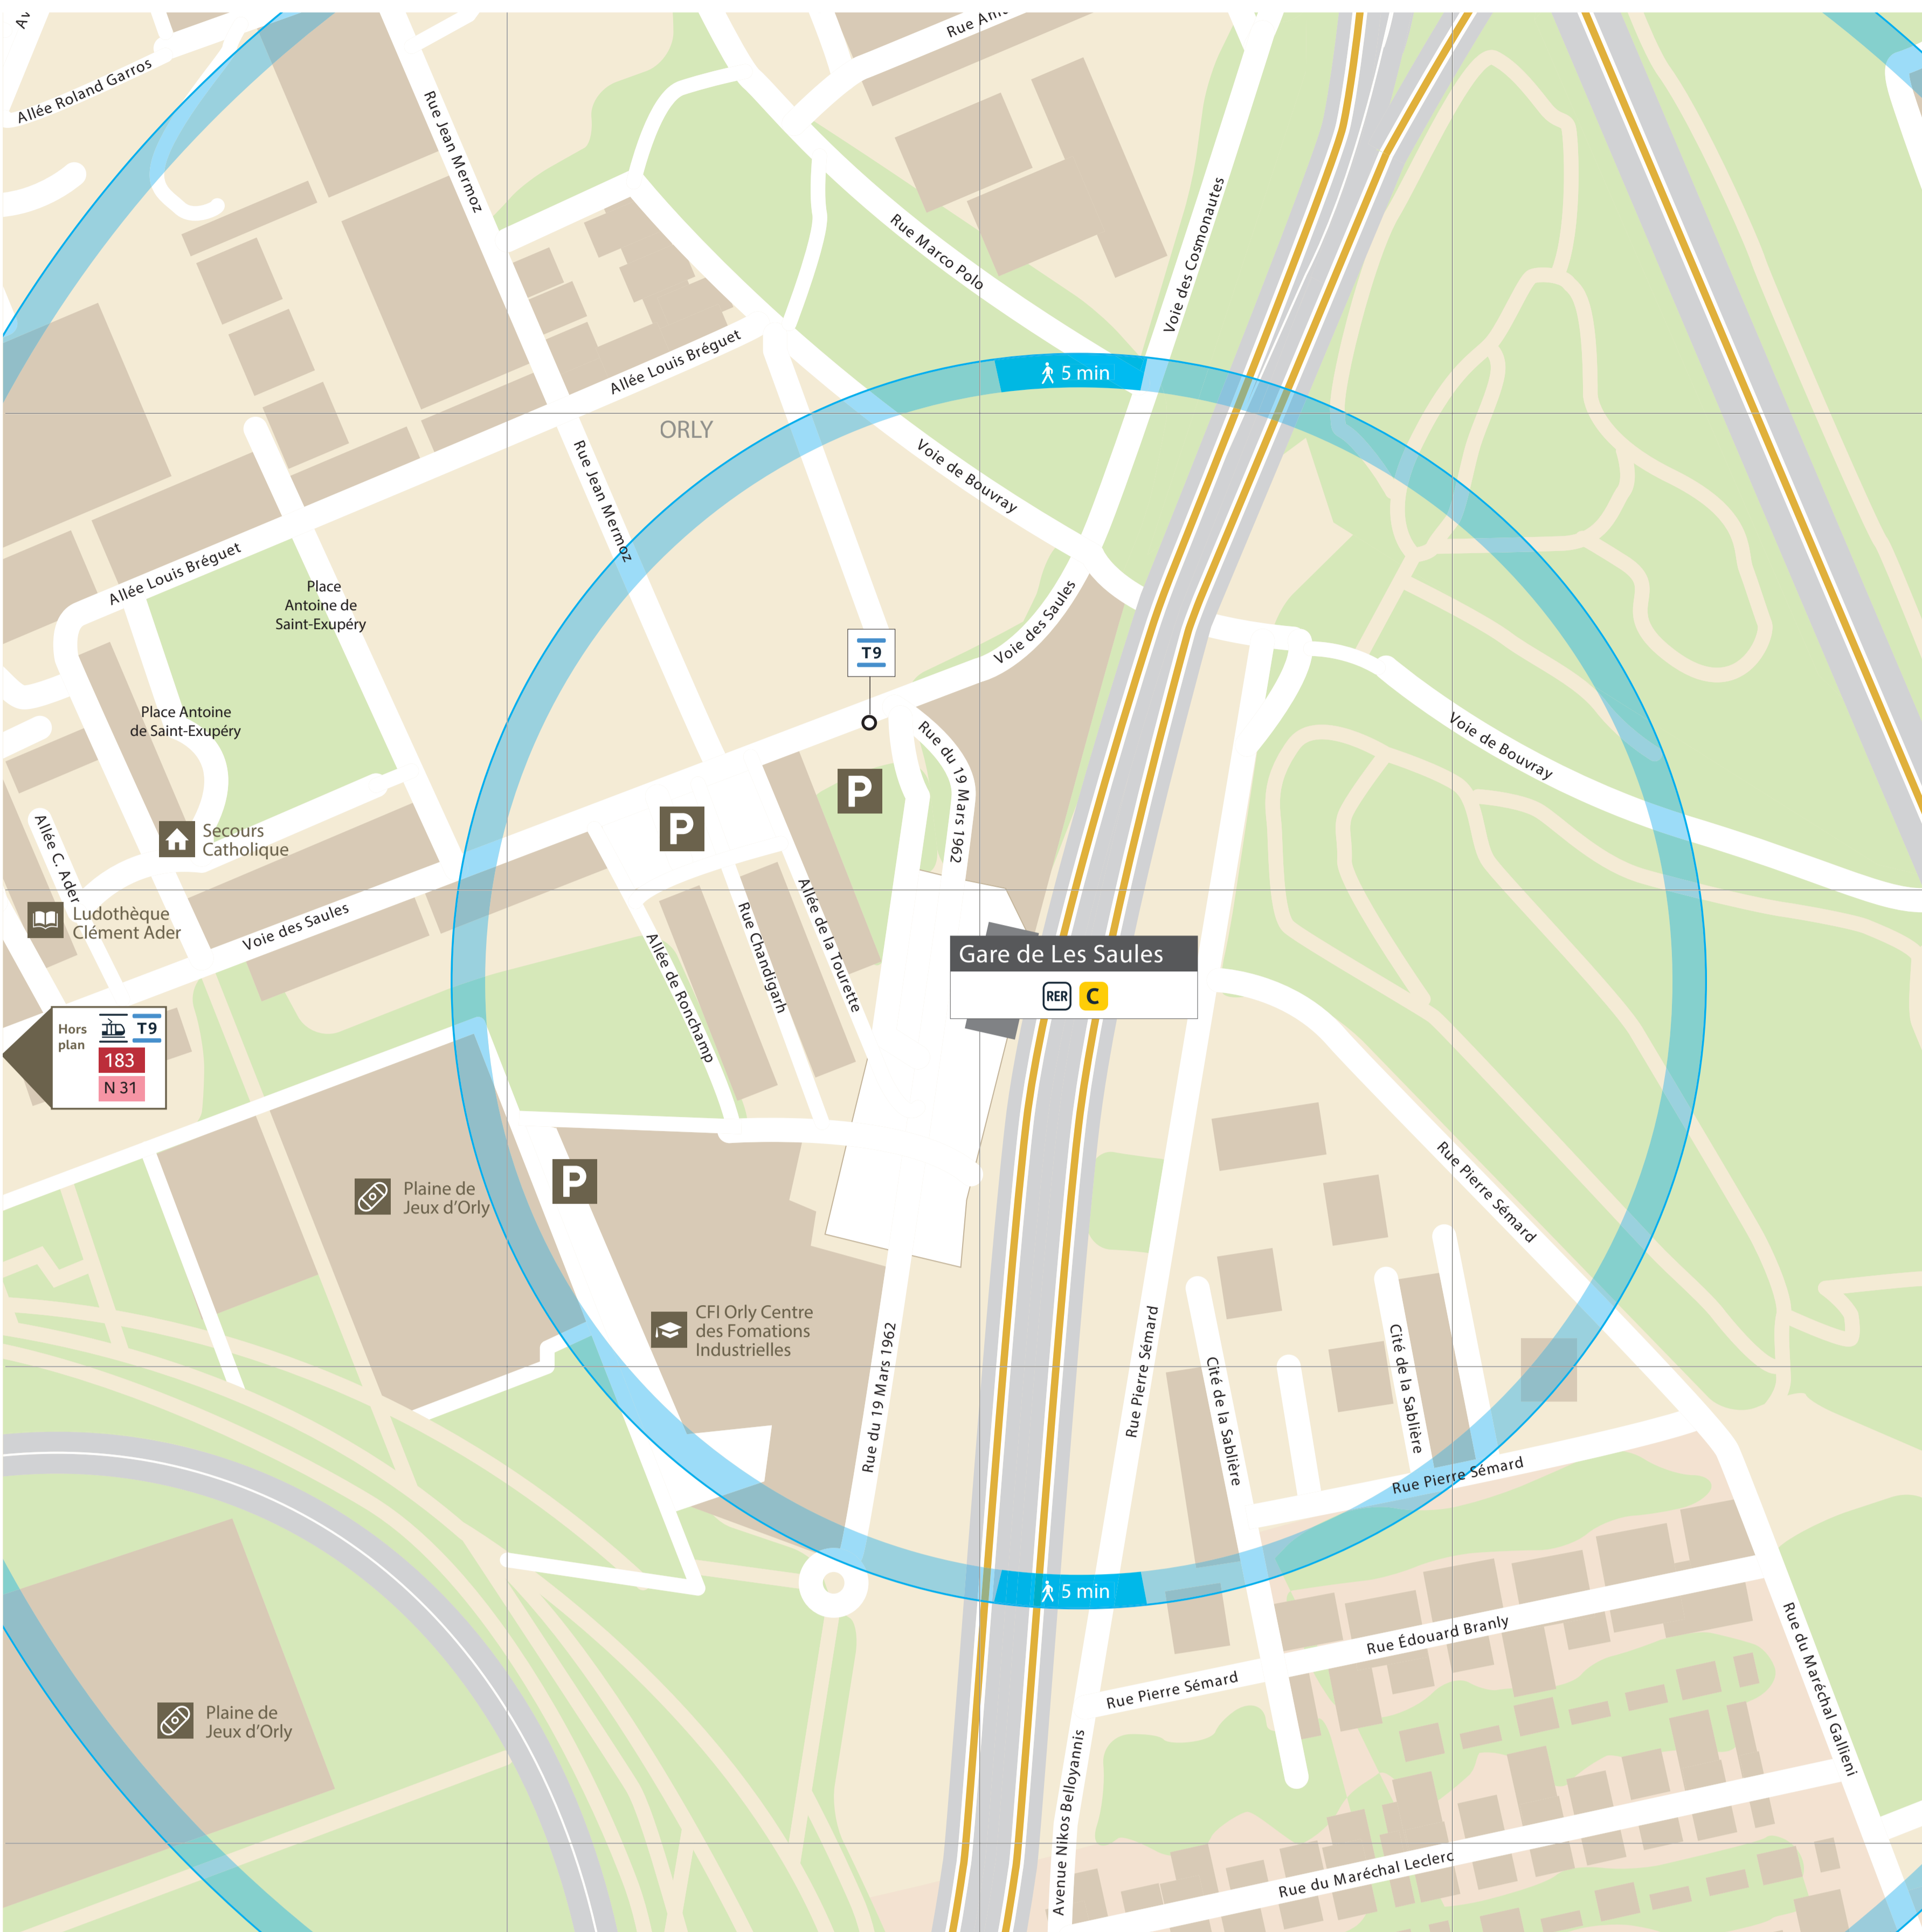 Allée Roland Garros
Rue Jean Mermoz
Rue Marco Polo
Voie des Cosmonautes
Allée Louis Bréguet
5 min
ORLY
Rue Jean Mermoz
Voie de Bouvray
Allée Louis Bréguet
Place
Antoine de
Saint-Exupéry
Voie des Saules
T9
Place Antoine
de Saint-Exupéry
Rue du 19 Mars 1962
Voie de Bouvray
P
P
Secours
Catholique
Allée C. Ader
Ludothèque
Clément Ader
Voie des Saules
Allée de Ronchamp
Rue Chandigarh
Allée de la Tourette
Gare de Les Saules
RER C
Hors
plan
T9
183
N 31
Rue Pierre Sémard
P
Plaine de
Jeux d'Orly
CFI Orly Centre
des Fomations
Industrielles
Rue du 19 Mars 1962
Rue Pierre Sémard
Cité de la Sablière
Cité de la Sablière
Rue Pierre Sémard
5 min
Rue Édouard Branly
Rue Pierre Sémard
Rue du Maréchal Gallieni
Plaine de
Jeux d'Orly
Avenue Nikos Belloyannis
Rue du Maréchal Leclerc